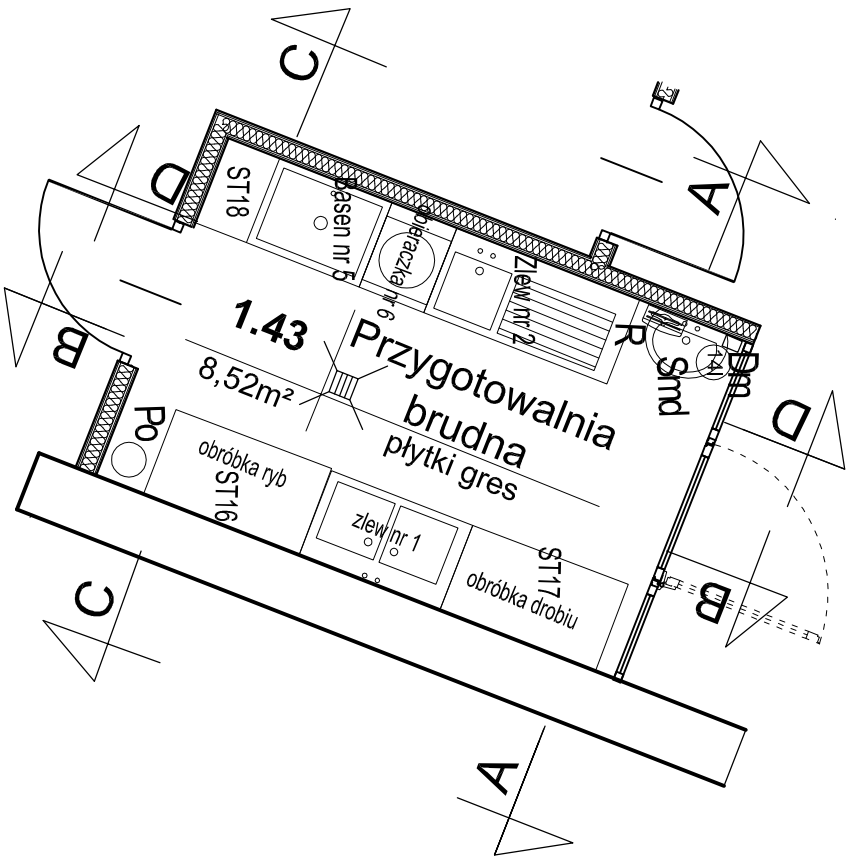 C
D
A
ST18
Basen nr 5
obieraczka nr 6
Zlew nr 2
R
Smd
14l
Dm
B
1.43
8,52m²
Przygotowalnia
brudna
płytki gres
D
Po
obróbka ryb
ST16
zlew nr 1
ST17
obróbka drobiu
B
C
A